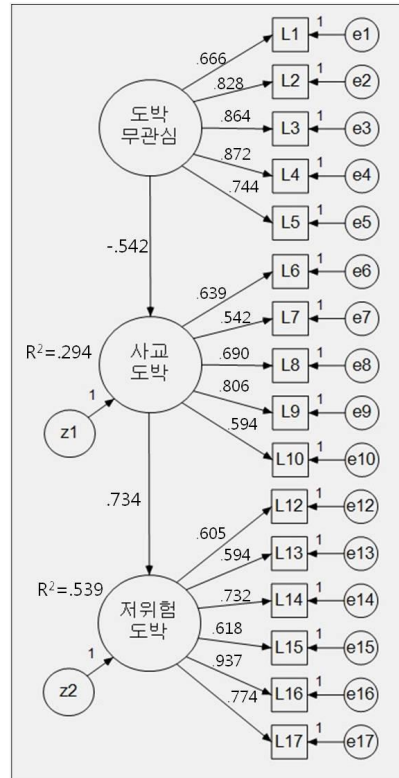 L1 1 e1
.666
L2 1 e2
.828
도박
무관심
.864
L3 1 e3
.872
L4 1 e4
.744
L5 1 e5
-.542
L6 1 e6
.639
L7 1 e7
.542
R²=.294
사교
도박
.690
L8 1 e8
.806
L9 1 e9
1
.594
z1
L10 1 e10
.734
L12 1 e12
.605
L13 1 e13
.594
R²=.539
저위험
도박
.732
L14 1 e14
.618
L15 1 e15
1
.937
z2
L16 1 e16
.774
L17 1 e17